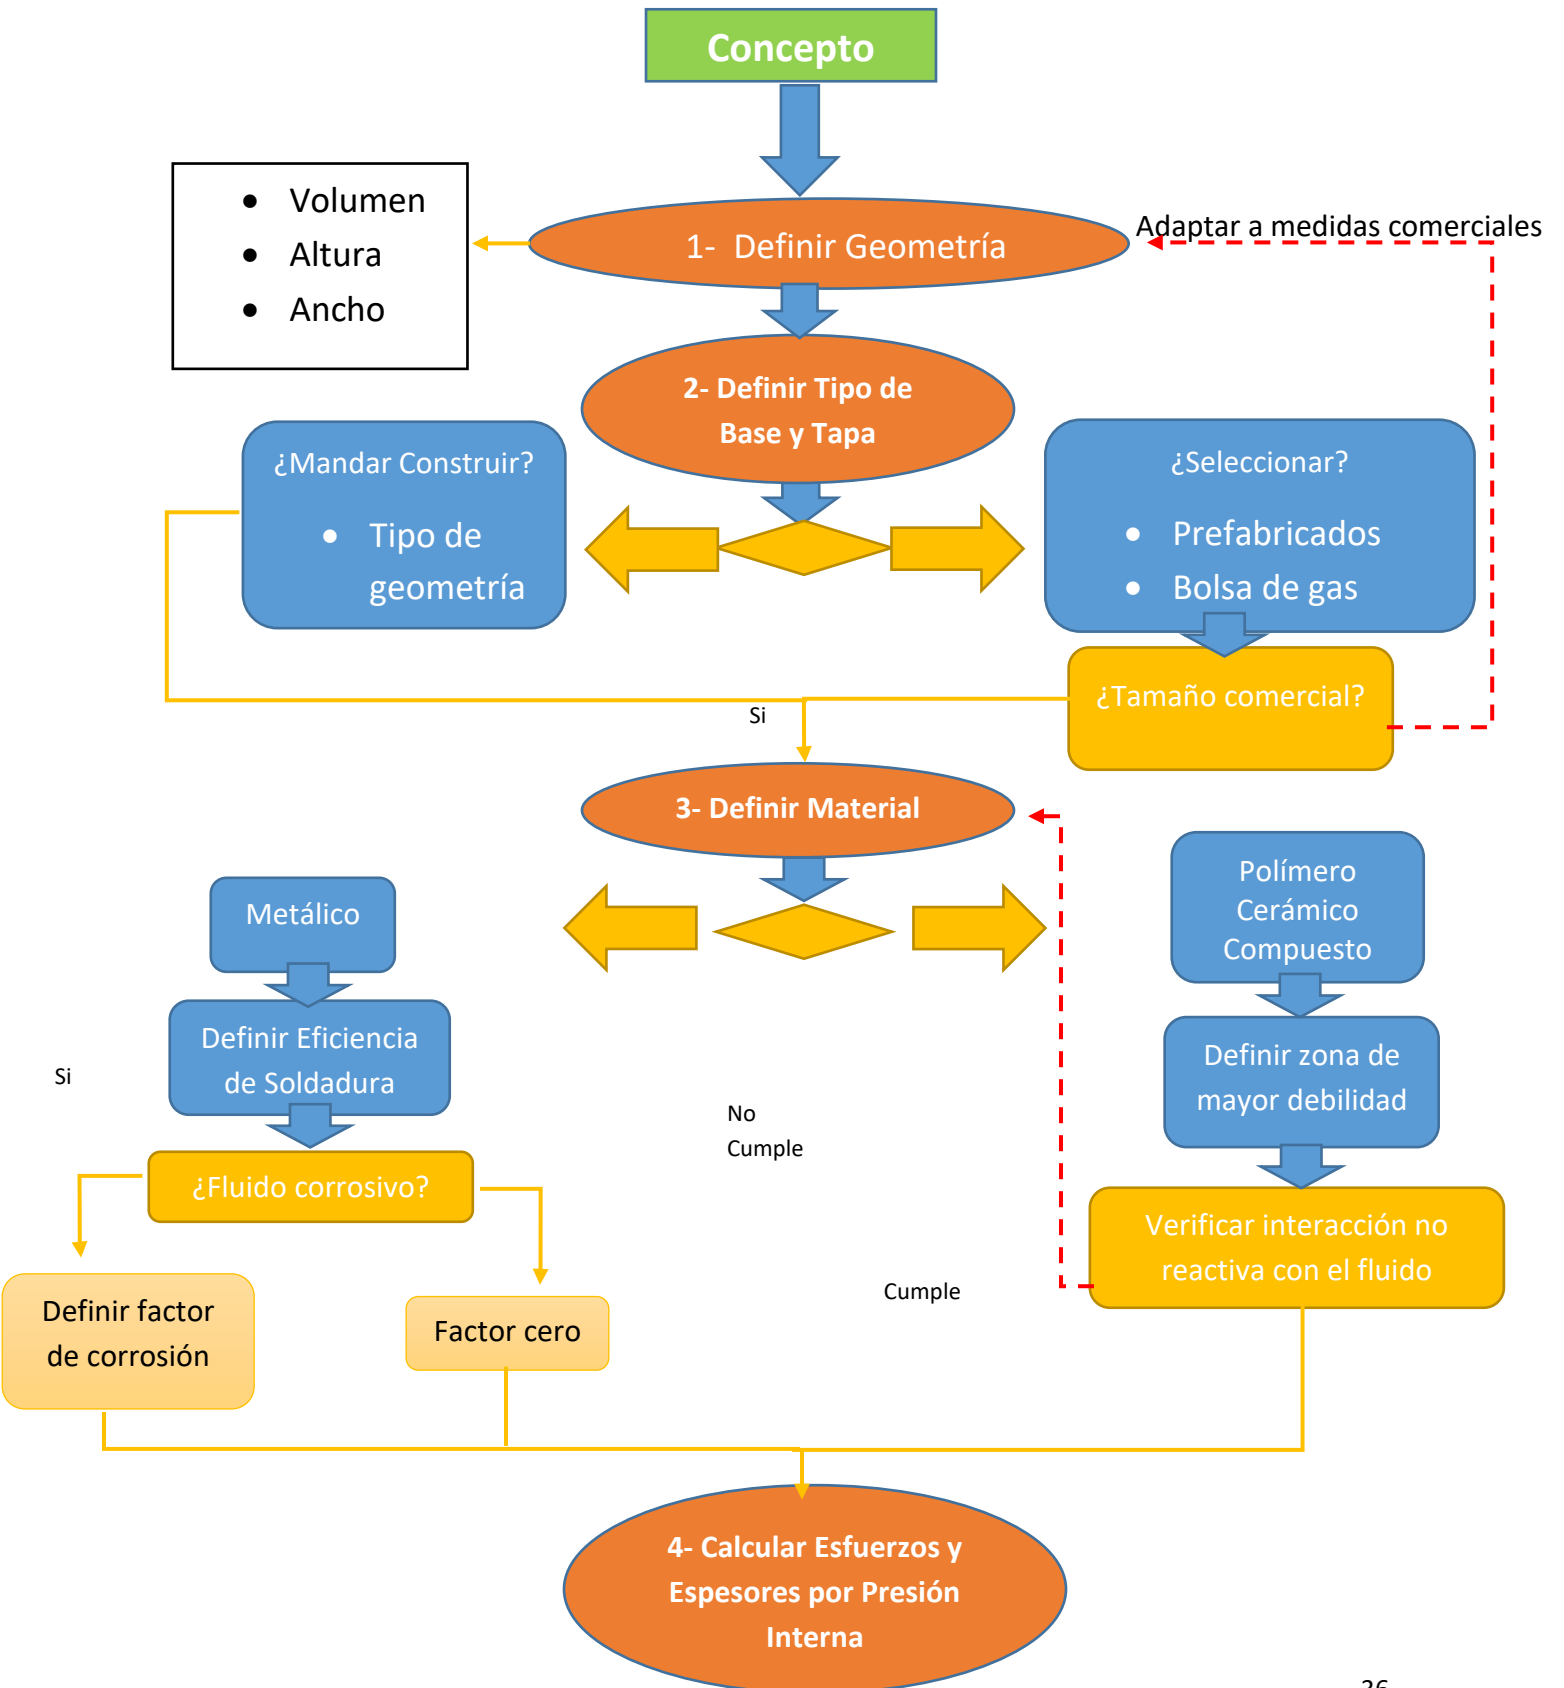 Concepto
• Volumen
• Altura
• Ancho
1- Definir Geometría
Adaptar a medidas comerciales
2- Definir Tipo de
Base y Tapa
¿Mandar Construir?
• Tipo de
geometría
¿Seleccionar?
• Prefabricados
• Bolsa de gas
¿Tamaño comercial?
Si
3- Definir Material
Metálico
Polímero
Cerámico
Compuesto
Definir Eficiencia
de Soldadura
Definir zona de
mayor debilidad
Si
No
Cumple
¿Fluido corrosivo?
Verificar interacción no
reactiva con el fluido
Cumple
Definir factor
de corrosión
Factor cero
4- Calcular Esfuerzos y
Espesores por Presión
Interna